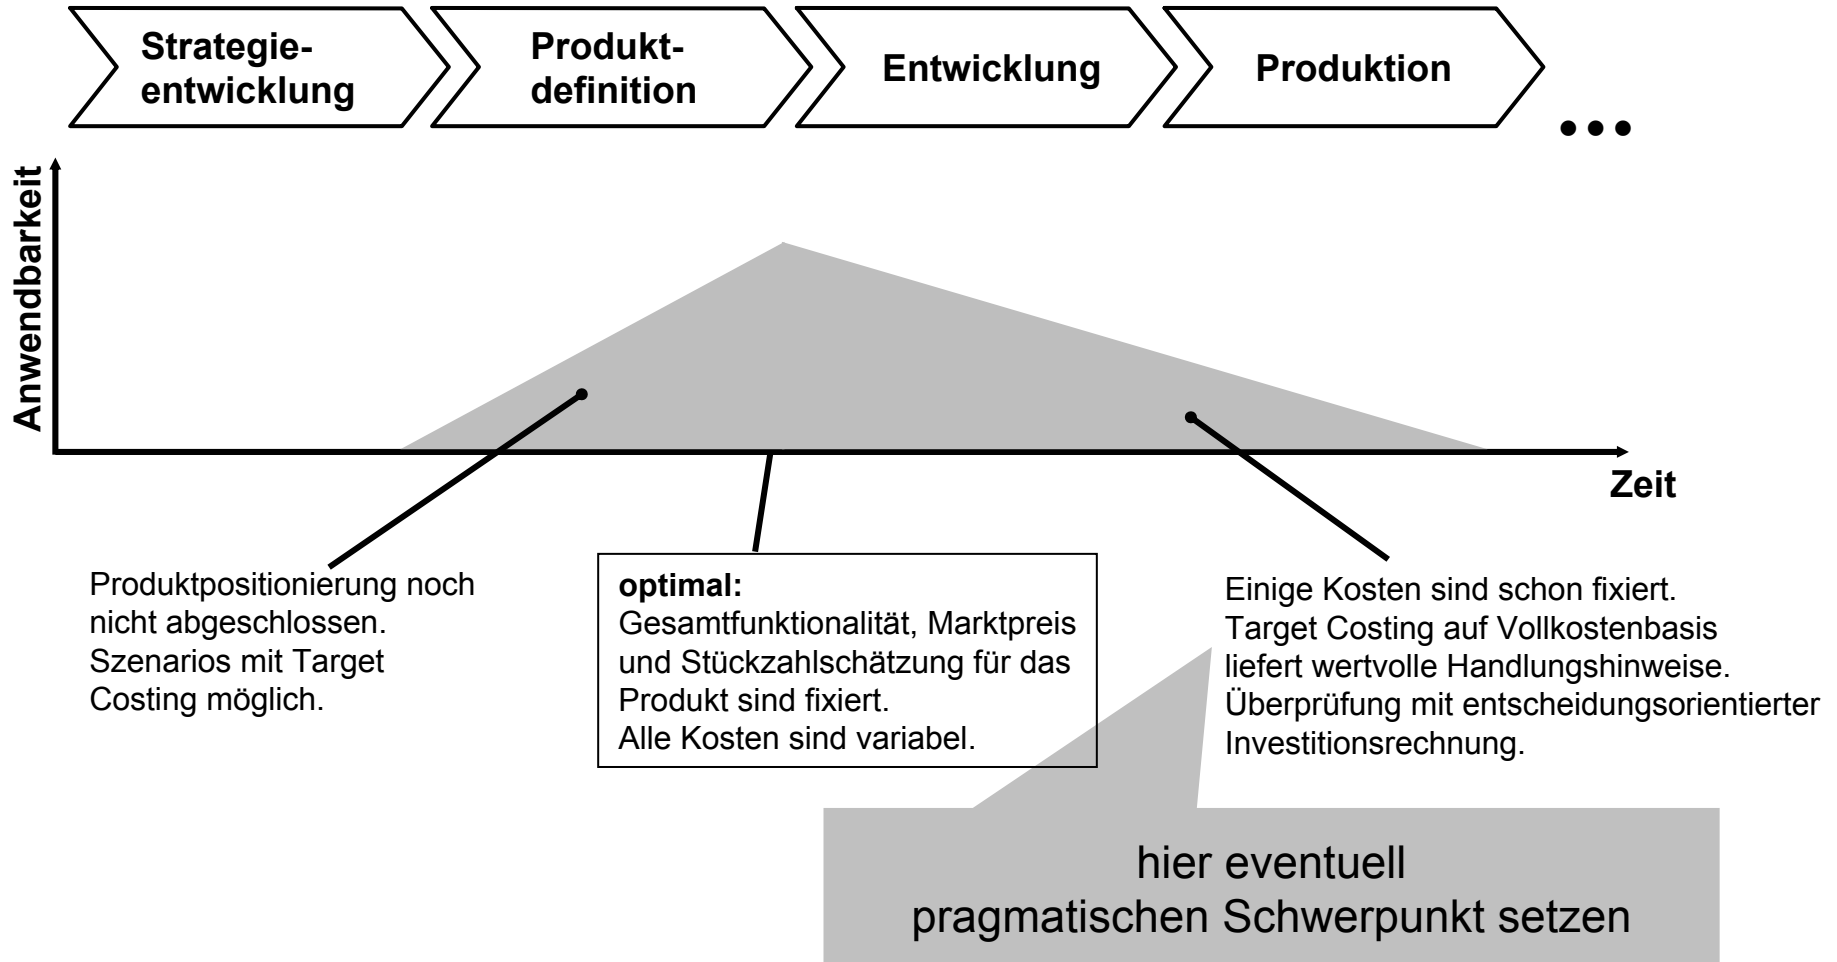 Strategie-
entwicklung
Produkt-
definition
Entwicklung
Produktion
...
Anwendbarkeit
Zeit
Produktpositionierung noch
nicht abgeschlossen.
Szenarios mit Target
Costing möglich.
optimal:
Gesamtfunktionalität, Marktpreis
und Stückzahlschätzung für das
Produkt sind fixiert.
Alle Kosten sind variabel.
Einige Kosten sind schon fixiert.
Target Costing auf Vollkostenbasis
liefert wertvolle Handlungshinweise.
Überprüfung mit entscheidungsorientierter
Investitionsrechnung.
hier eventuell
pragmatischen Schwerpunkt setzen